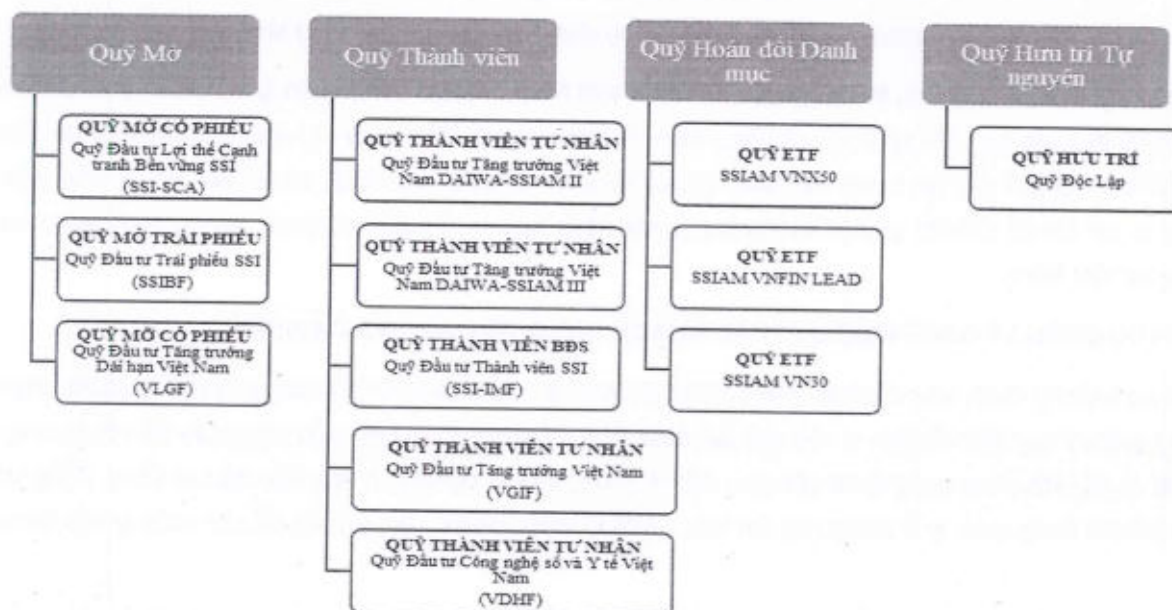 Quỹ Mở
QUỸ MỞ CỔ PHIẾU
Quỹ Đầu tư Lợi thế Cạnh
tranh Bền vững SSI
(SSI-SCA)
QUỸ MỞ TRÁI PHIẾU
Quỹ Đầu tư Trái phiếu SSI
(SSIBF)
QUỸ MỞ CỔ PHIẾU
Quỹ Đầu tư Tăng trưởng
Dài hạn Việt Nam
(VLGF)
Quỹ Thành viên
QUỸ THÀNH VIÊN TƯ NHÂN
Quỹ Đầu tư Tăng trưởng Việt
Nam DAIWA-SSIAM II
QUỸ THÀNH VIÊN TƯ NHÂN
Quỹ Đầu tư Tăng trưởng Việt
Nam DAIWA-SSIAM III
QUỸ THÀNH VIÊN BĐS
Quỹ Đầu tư Thành viên SSI
(SSI-IMF)
QUỸ THÀNH VIÊN TƯ NHÂN
Quỹ Đầu tư Tăng trưởng Việt Nam
(VGIF)
QUỸ THÀNH VIÊN TƯ NHÂN
Quỹ Đầu tư Công nghệ số và Y tế Việt
Nam
(VDHF)
Quỹ Hoán đổi Danh
mục
QUỸ ETF
SSIAM VNX50
QUỸ ETF
SSIAM VNFIN LEAD
QUỸ ETF
SSIAM VN30
Quỹ Hưu trí Tự
nguyện
QUỸ HƯU TRÍ
Quỹ Độc Lập